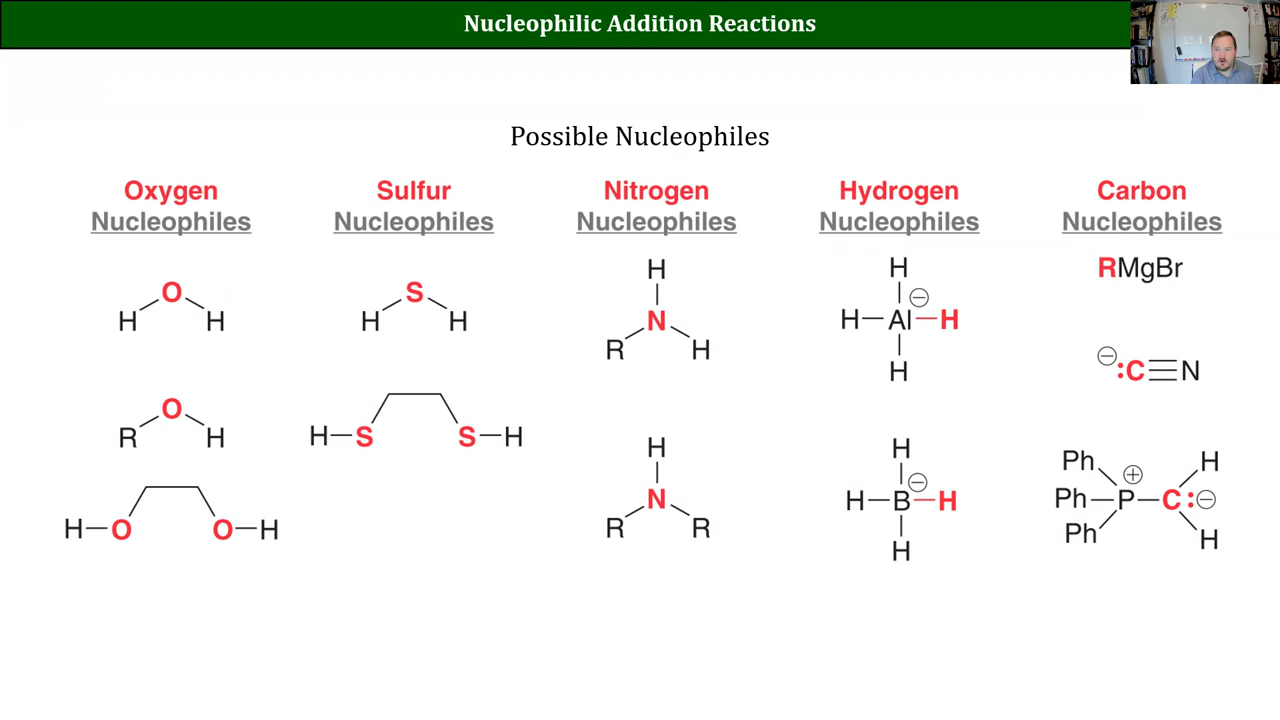 Nucleophilic Addition Reactions
Possible Nucleophiles
Oxygen
Nucleophiles
H O H
R O H
H–O O–H
Sulfur
Nucleophiles
H S H
H–S S–H
Nitrogen
Nucleophiles
H
N
R H
H
N
R R
Hydrogen
Nucleophiles
H
⊖
H–Al–H
H
H
⊖
H–B–H
H
Carbon
Nucleophiles
RMgBr
⊖:C≡N
Ph ⊕ H
Ph–P–C:⊖
Ph H